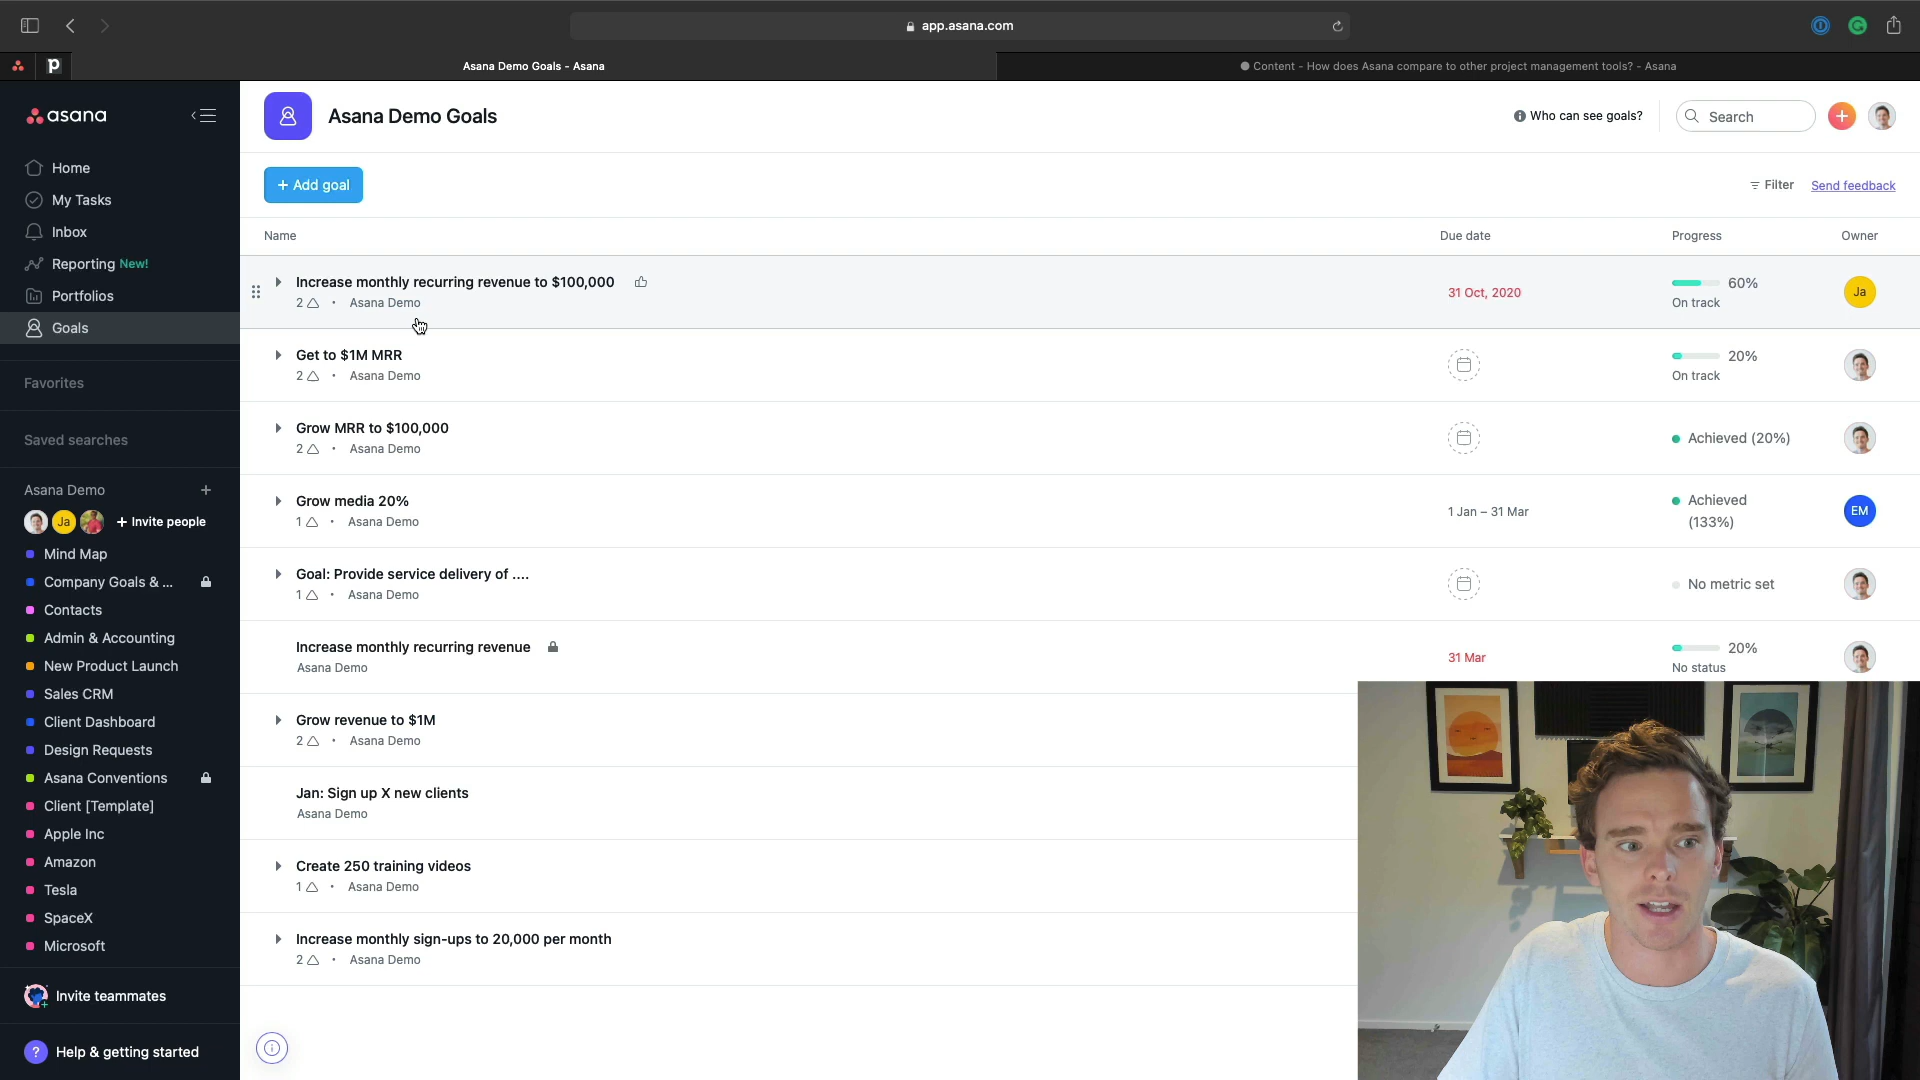 app.asana.com
p
Asana Demo Goals - Asana
Content - How does Asana compare to other project management tools? - Asana
asana
Home
My Tasks
Inbox
Reporting New!
Portfolios
Goals
Favorites
Saved searches
Asana Demo
Ja
+ Invite people
Mind Map
Company Goals & ...
Contacts
Admin & Accounting
New Product Launch
Sales CRM
Client Dashboard
Design Requests
Asana Conventions
Client [Template]
Apple Inc
Amazon
Tesla
SpaceX
Microsoft
Invite teammates
? Help & getting started
Asana Demo Goals
Who can see goals?
Search
+ Add goal
Filter
Send feedback
Name Due date Progress Owner
Increase monthly recurring revenue to $100,000
2 · Asana Demo
31 Oct, 2020
60%
On track
Ja
Get to $1M MRR
2 · Asana Demo
20%
On track
Grow MRR to $100,000
2 · Asana Demo
Achieved (20%)
Grow media 20%
1 · Asana Demo
1 Jan – 31 Mar
Achieved
(133%)
EM
Goal: Provide service delivery of ....
1 · Asana Demo
No metric set
Increase monthly recurring revenue
Asana Demo
31 Mar
20%
No status
Grow revenue to $1M
2 · Asana Demo
Jan: Sign up X new clients
Asana Demo
Create 250 training videos
1 · Asana Demo
Increase monthly sign-ups to 20,000 per month
2 · Asana Demo